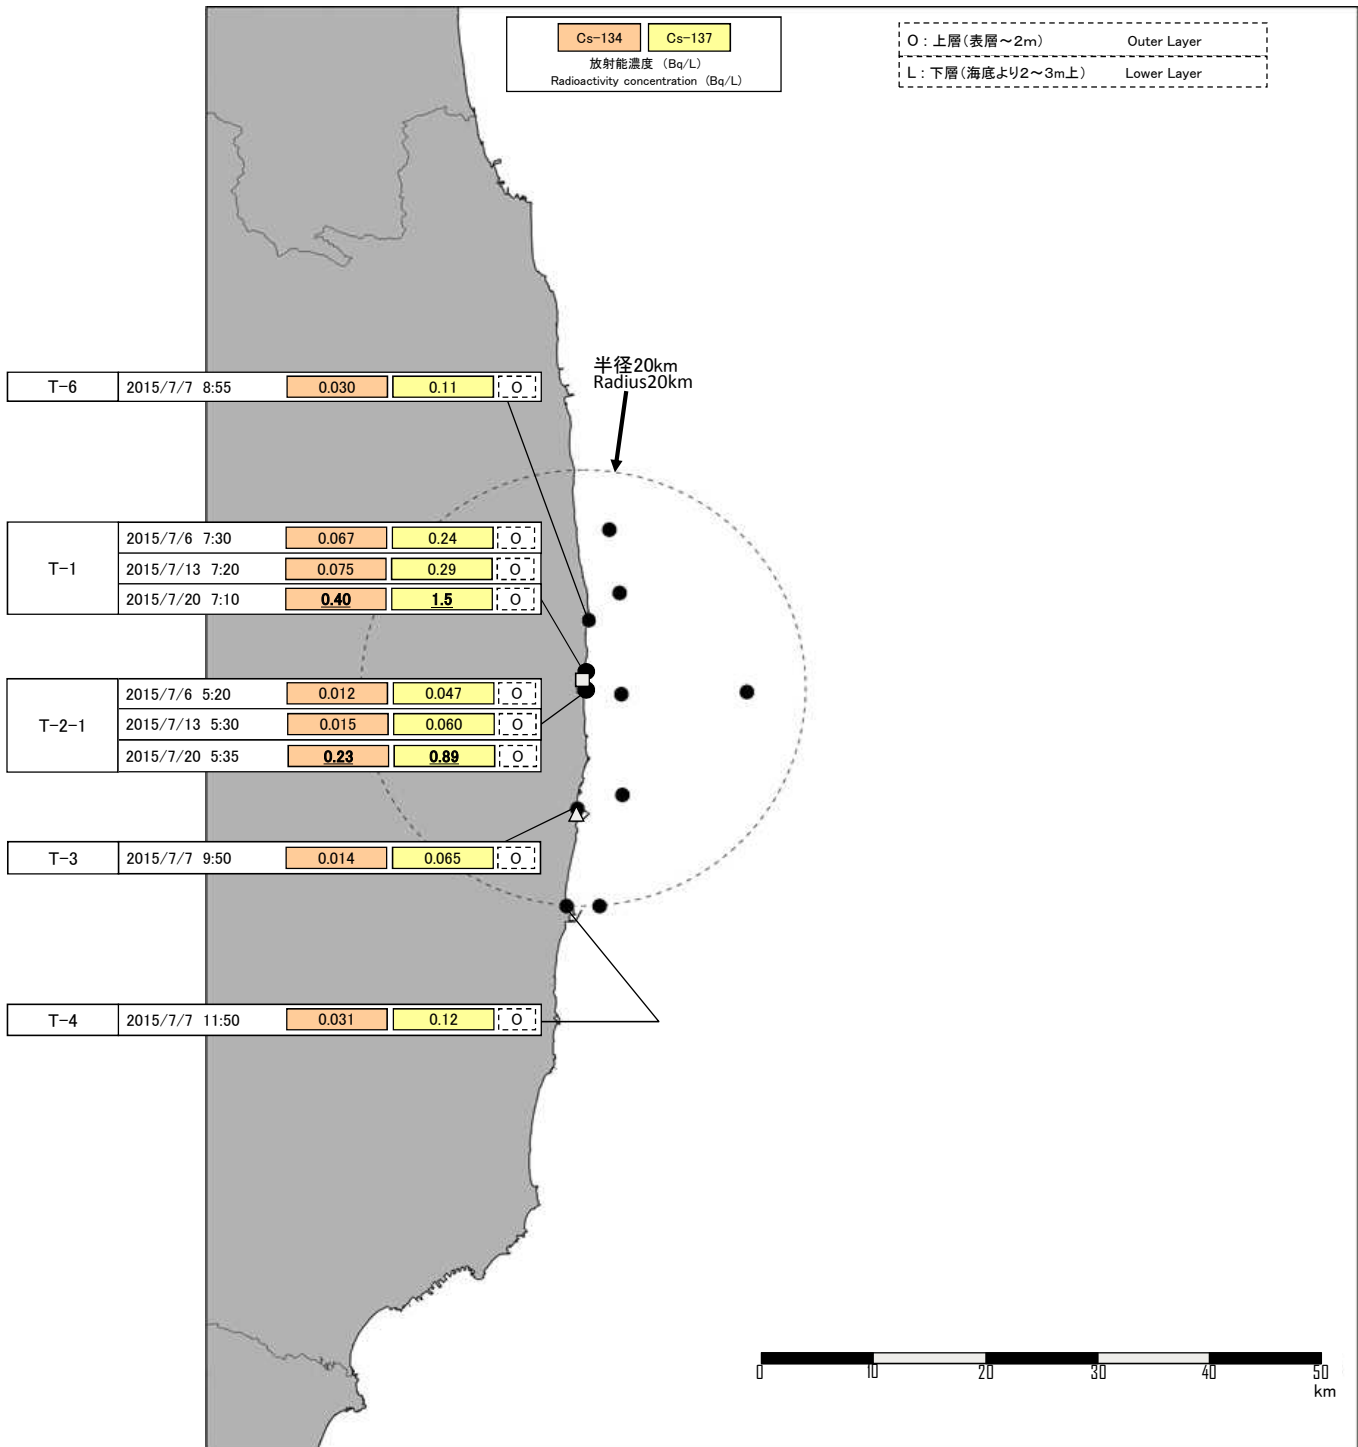 Cs-134 Cs-137
放射能濃度 (Bq/L)
Radioactivity concentration (Bq/L)
O : 上層(表層～2m) Outer Layer
L : 下層(海底より2～3m上) Lower Layer
半径20km
Radius20km
T-6 2015/7/7 8:55 0.030 0.11 O
T-1
2015/7/6 7:30 0.067 0.24 O
2015/7/13 7:20 0.075 0.29 O
2015/7/20 7:10 0.40 1.5 O
T-2-1
2015/7/6 5:20 0.012 0.047 O
2015/7/13 5:30 0.015 0.060 O
2015/7/20 5:35 0.23 0.89 O
T-3 2015/7/7 9:50 0.014 0.065 O
T-4 2015/7/7 11:50 0.031 0.12 O
0 10 20 30 40 50
km